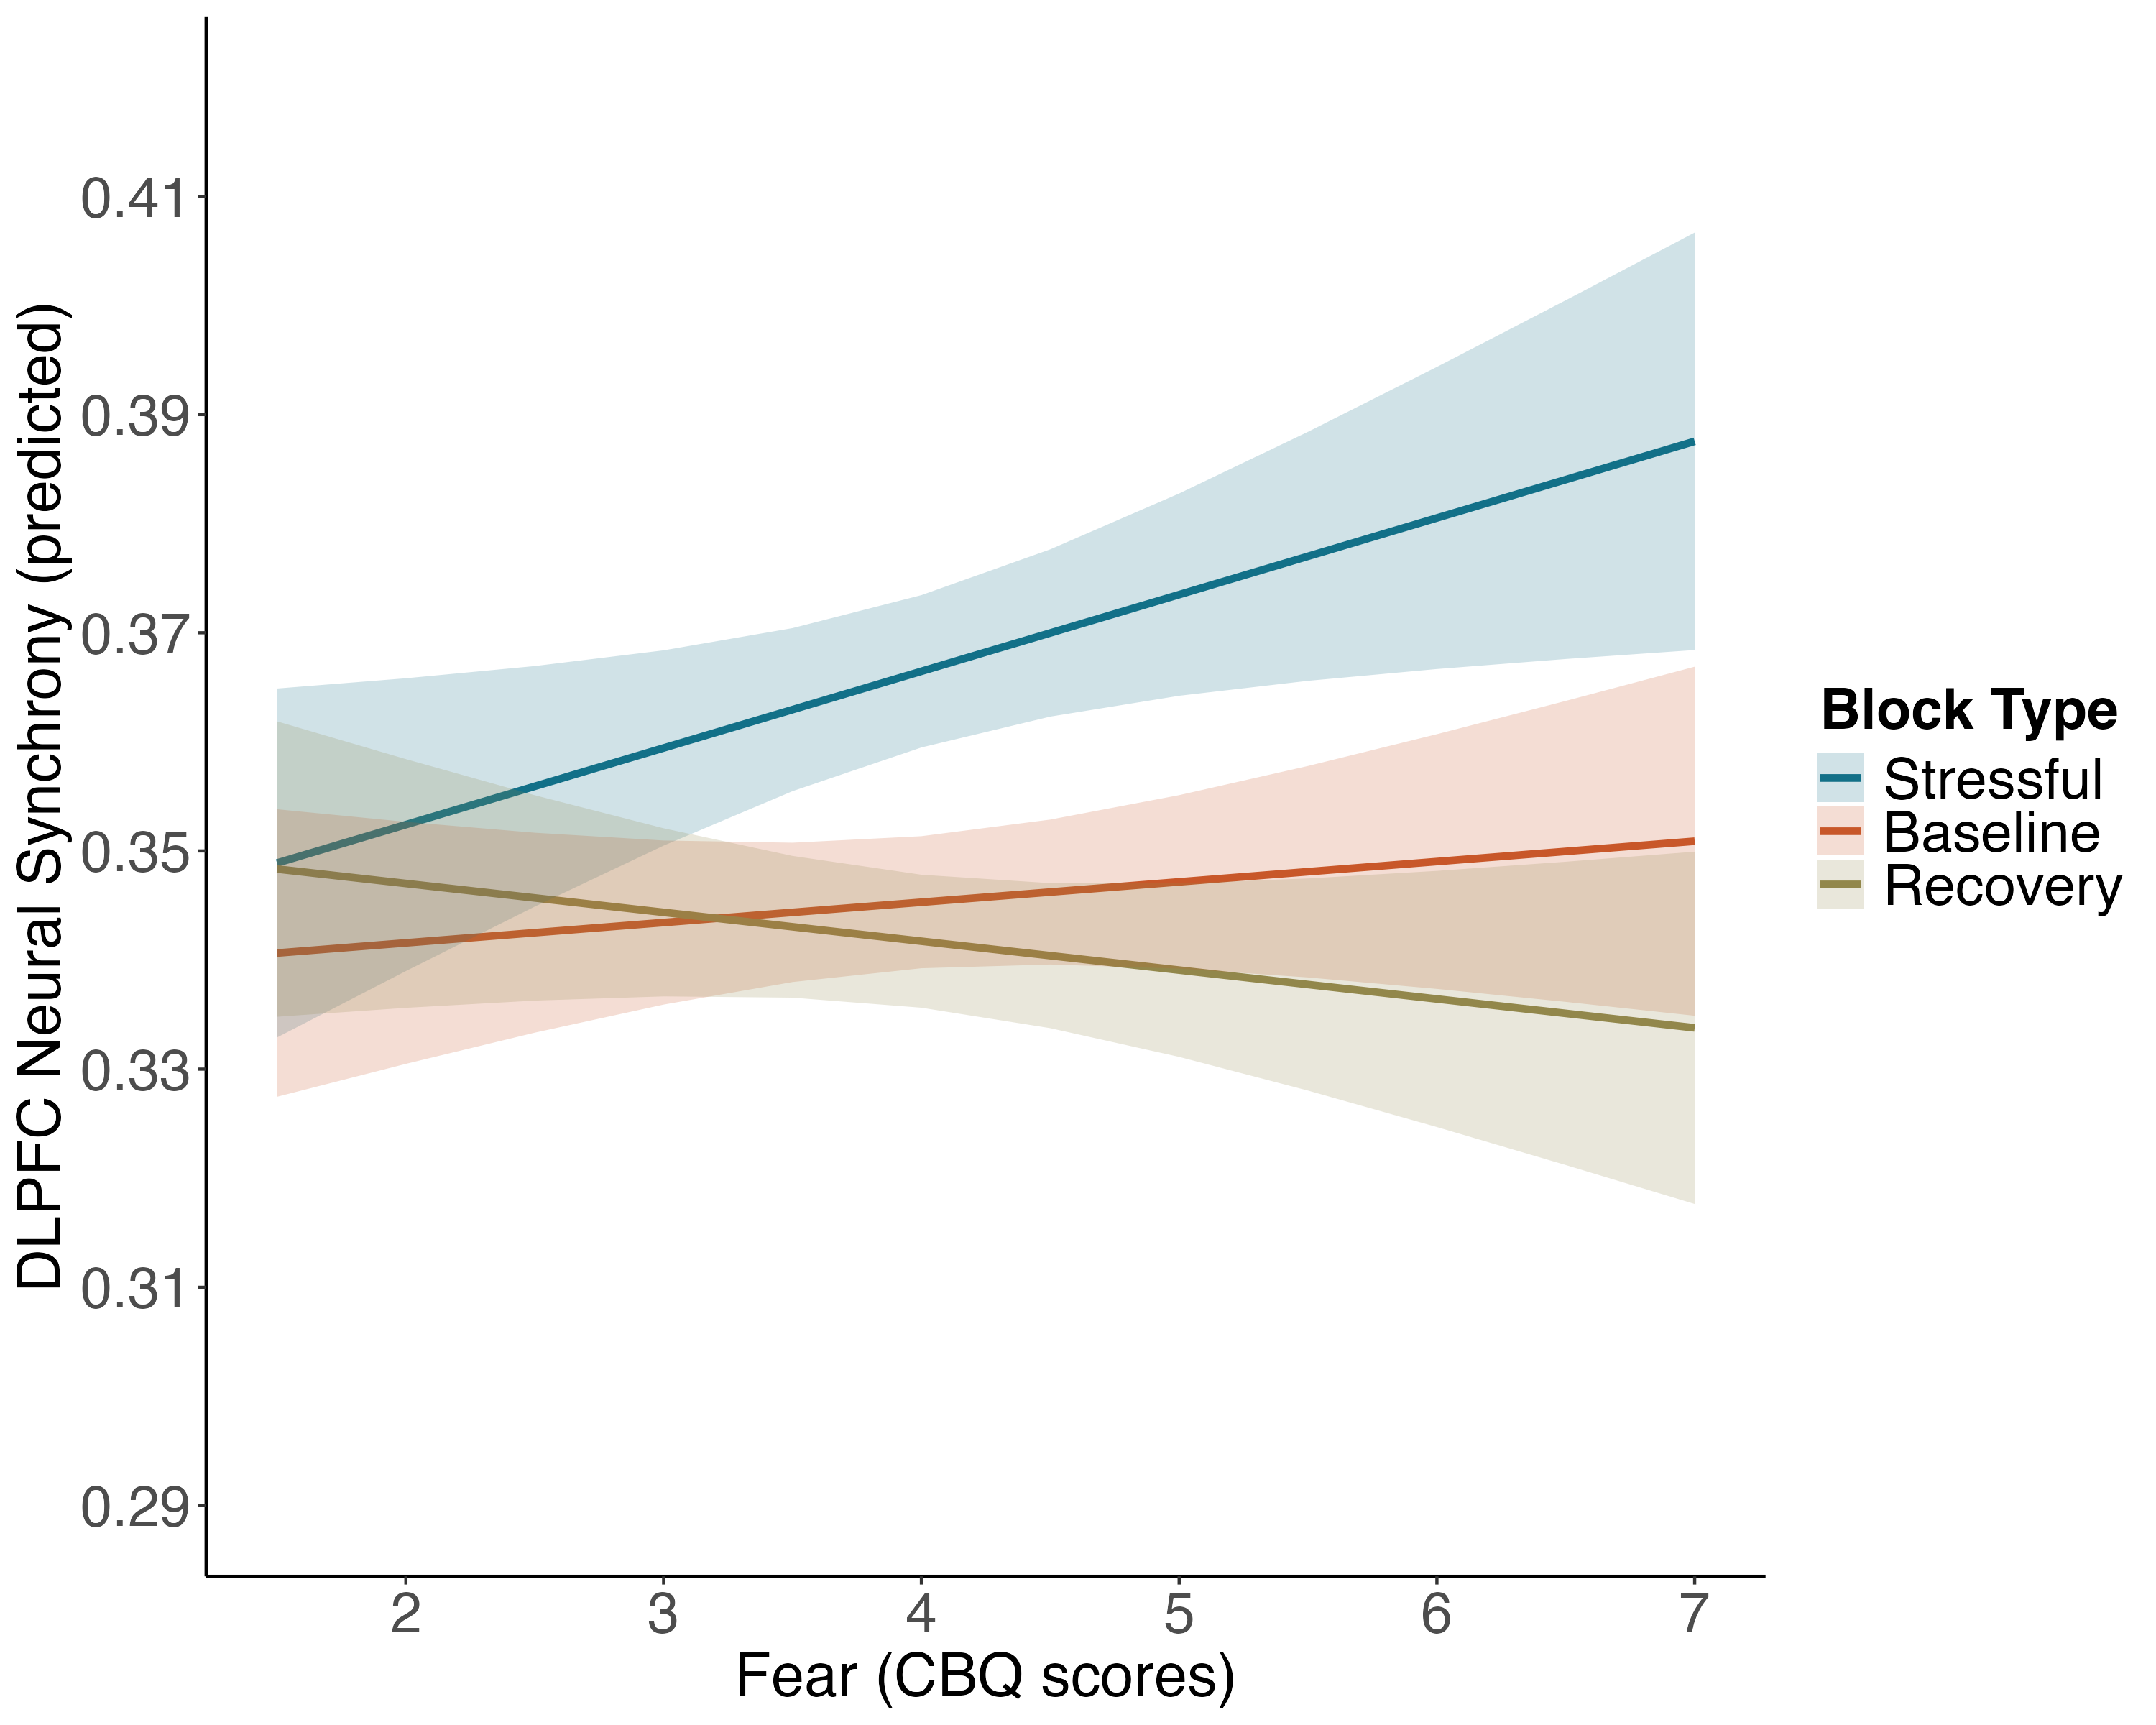 DLPFC Neural Synchrony (predicted)
0.41
0.39
0.37
0.35
0.33
0.31
0.29
2 3 4 5 6 7
Fear (CBQ scores)
Block Type
Stressful
Baseline
Recovery